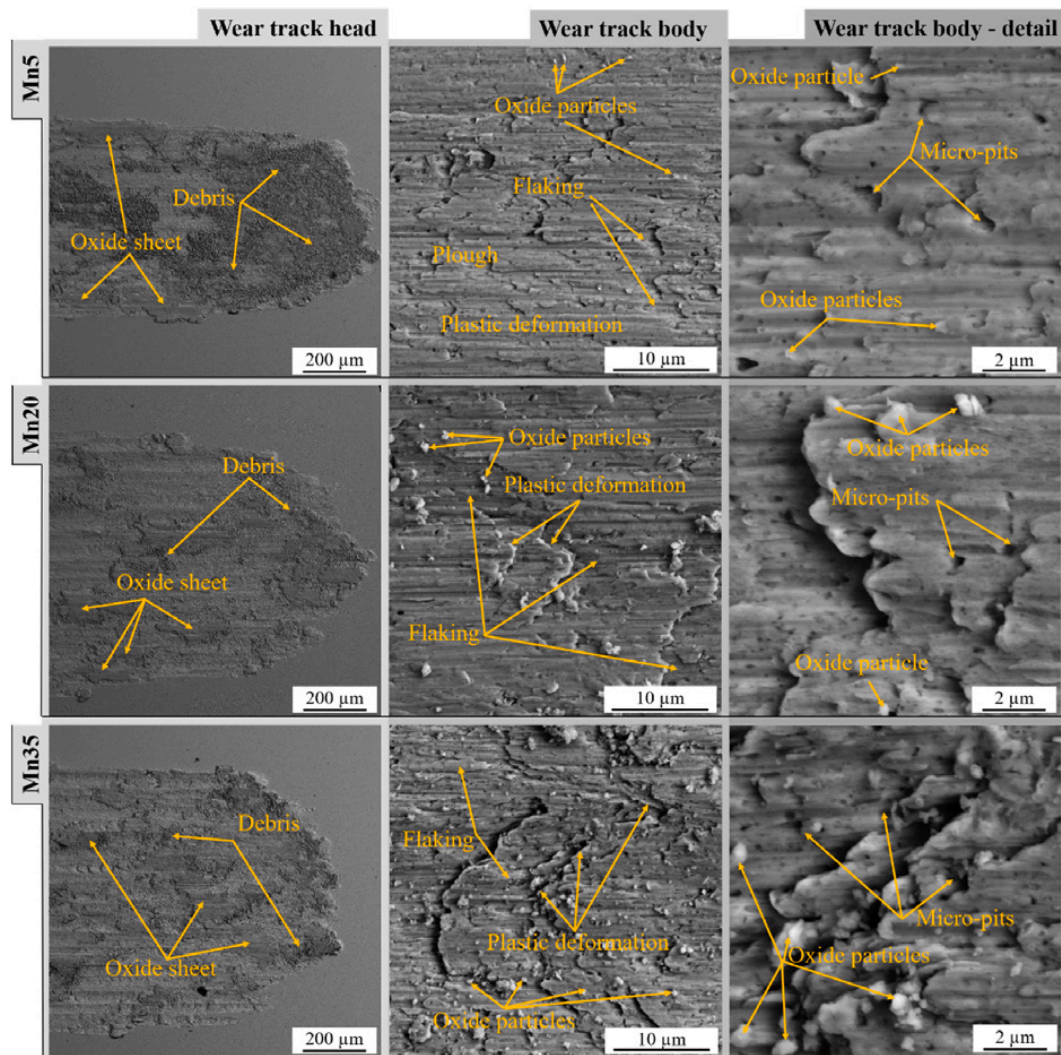 Wear track head
Wear track body
Wear track body - detail
Mn5
Debris
Oxide sheet
200 µm
Oxide particles
Flaking
Plough
Plastic deformation
10 µm
Oxide particle
Micro-pits
Oxide particles
2 µm
Mn20
Debris
Oxide sheet
200 µm
Oxide particles
Plastic deformation
Flaking
10 µm
Oxide particles
Micro-pits
Oxide particle
2 µm
Mn35
Debris
Oxide sheet
200 µm
Flaking
Plastic deformation
Oxide particles
10 µm
Micro-pits
Oxide particles
2 µm